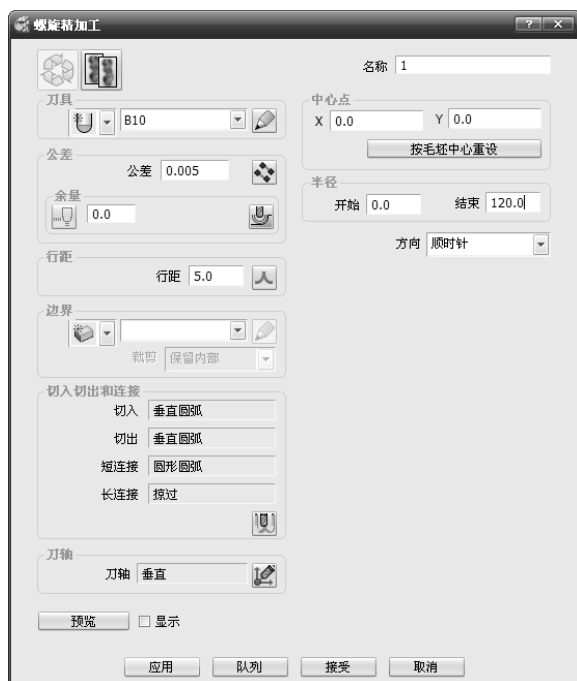 螺旋精加工
名称 1
刀具
B10
公差
公差 0.005
余量
0.0
行距
行距 5.0
边界
裁剪 保留内部
切入切出和连接
切入 垂直圆弧
切出 垂直圆弧
短连接 圆形圆弧
长连接 掠过
刀轴
刀轴 垂直
预览 显示
中心点
X 0.0 Y 0.0
按毛坯中心重设
半径
开始 0.0 结束 120.0
方向 顺时针
应用 队列 接受 取消